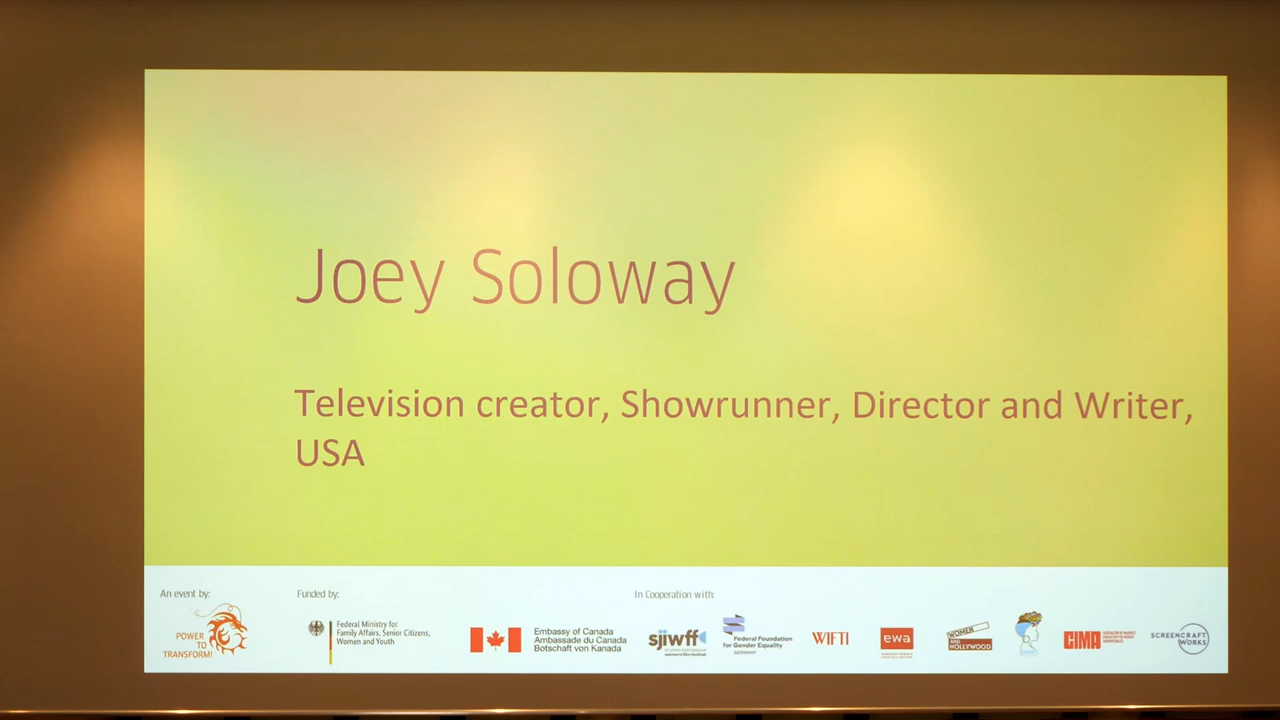 Joey Soloway
Television creator, Showrunner, Director and Writer,
USA
An event by:
Funded by:
In Cooperation with:
POWER
TO
TRANSFORM!
Federal Ministry for
Family Affairs, Senior Citizens,
Women and Youth
Embassy of Canada
Ambassade du Canada
Botschaft von Kanada
sjiwff
Federal Foundation
for Gender Equality
GERMANY
WIFTI
ewa
WOMEN
AND
HOLLYWOOD
CIMA
SCREENCRAFT
WORKS